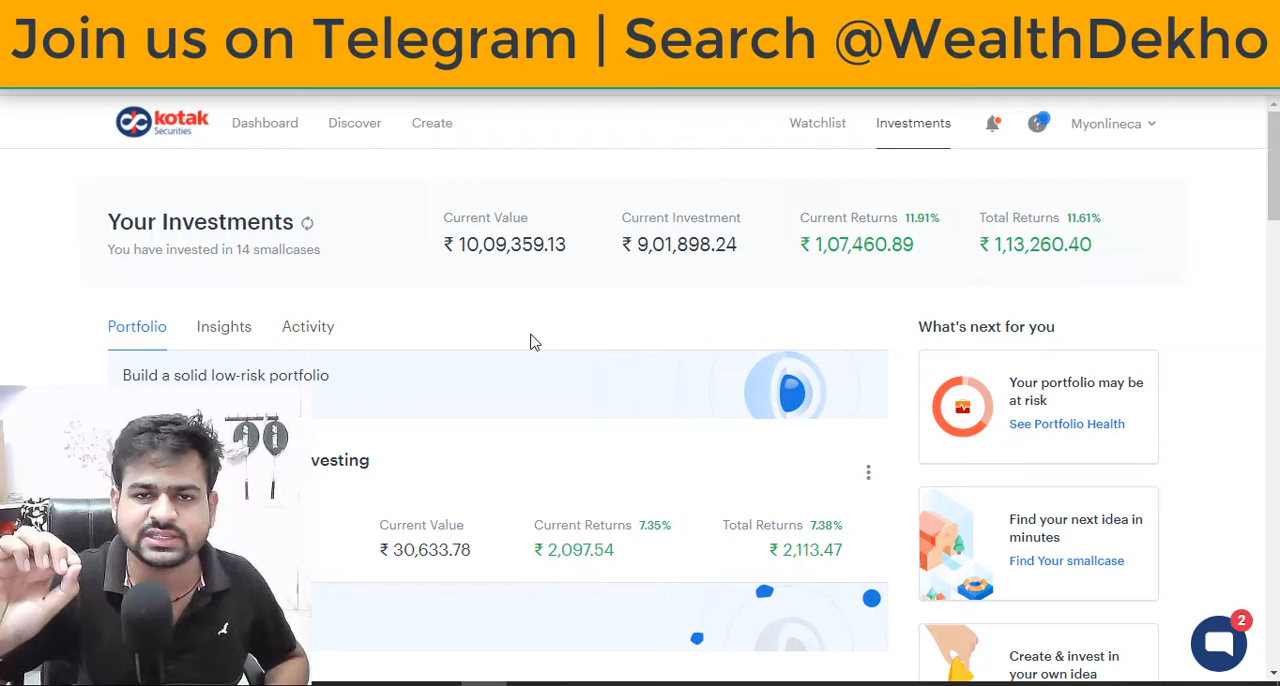 Join us on Telegram | Search @WealthDekho
kotak
Securities
Dashboard
Discover
Create
Watchlist
Investments
Myonlineca
Your Investments
You have invested in 14 smallcases
Current Value
₹ 10,09,359.13
Current Investment
₹ 9,01,898.24
Current Returns 11.91%
₹ 1,07,460.89
Total Returns 11.61%
₹ 1,13,260.40
Portfolio
Insights
Activity
Build a solid low-risk portfolio
vesting
Current Value
₹ 30,633.78
Current Returns 7.35%
₹ 2,097.54
Total Returns 7.38%
₹ 2,113.47
What's next for you
Your portfolio may be
at risk
See Portfolio Health
Find your next idea in
minutes
Find Your smallcase
Create & invest in
your own idea
2